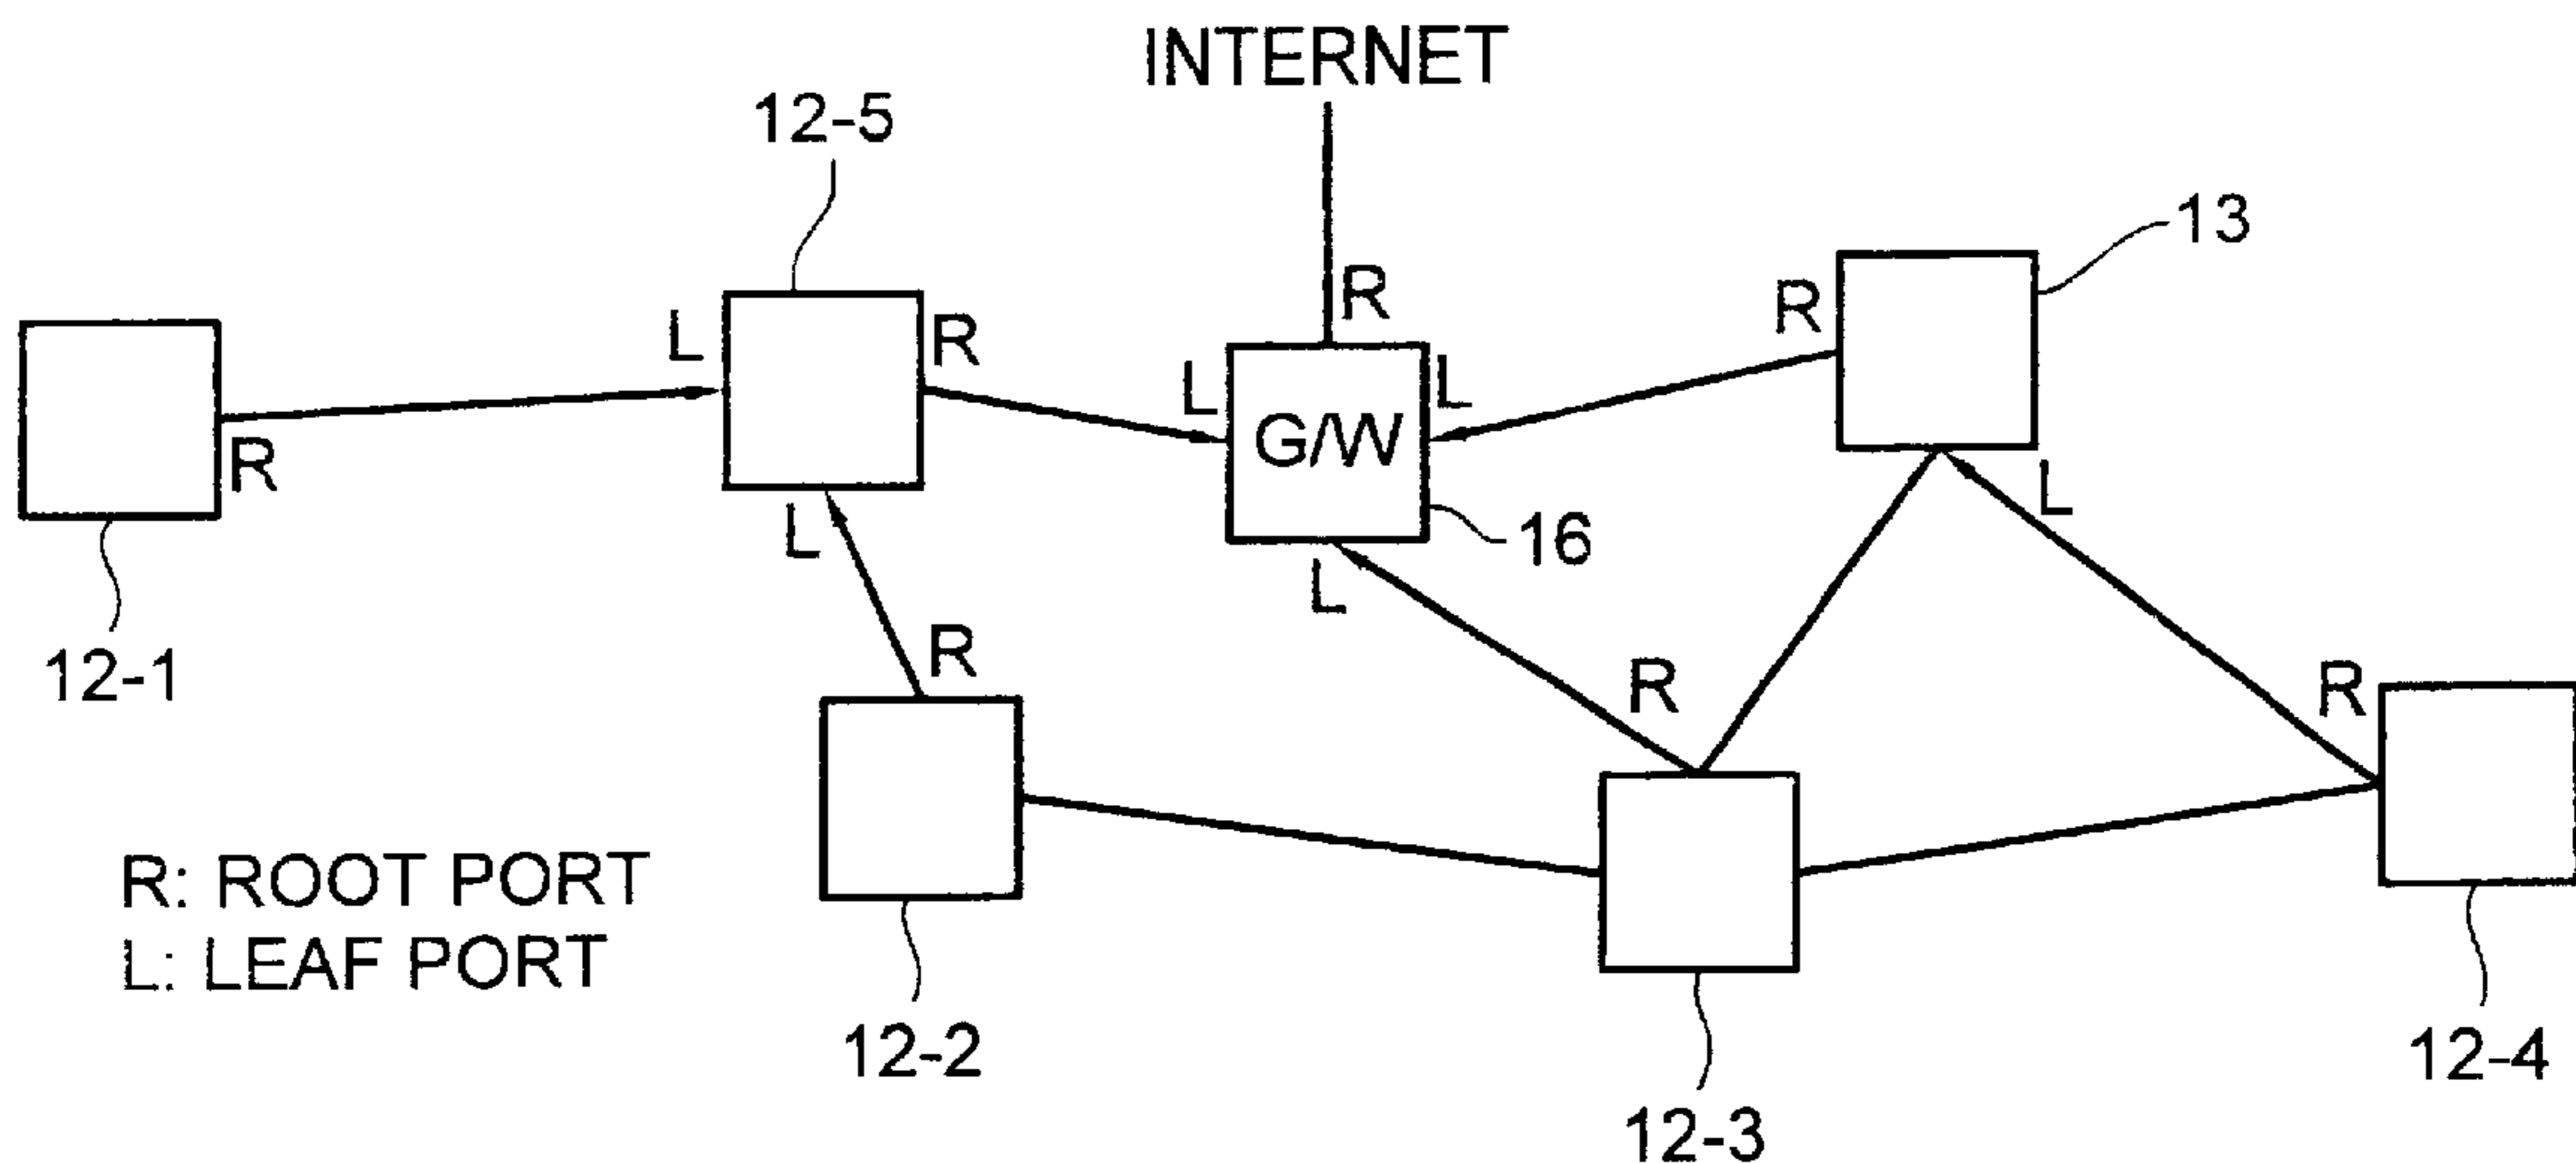 INTERNET
12-5
13
R
L
R
R
L
L
G/W
R
L
L
16
L
R
R
R
12-1
R: ROOT PORT
L: LEAF PORT
12-2
12-4
12-3